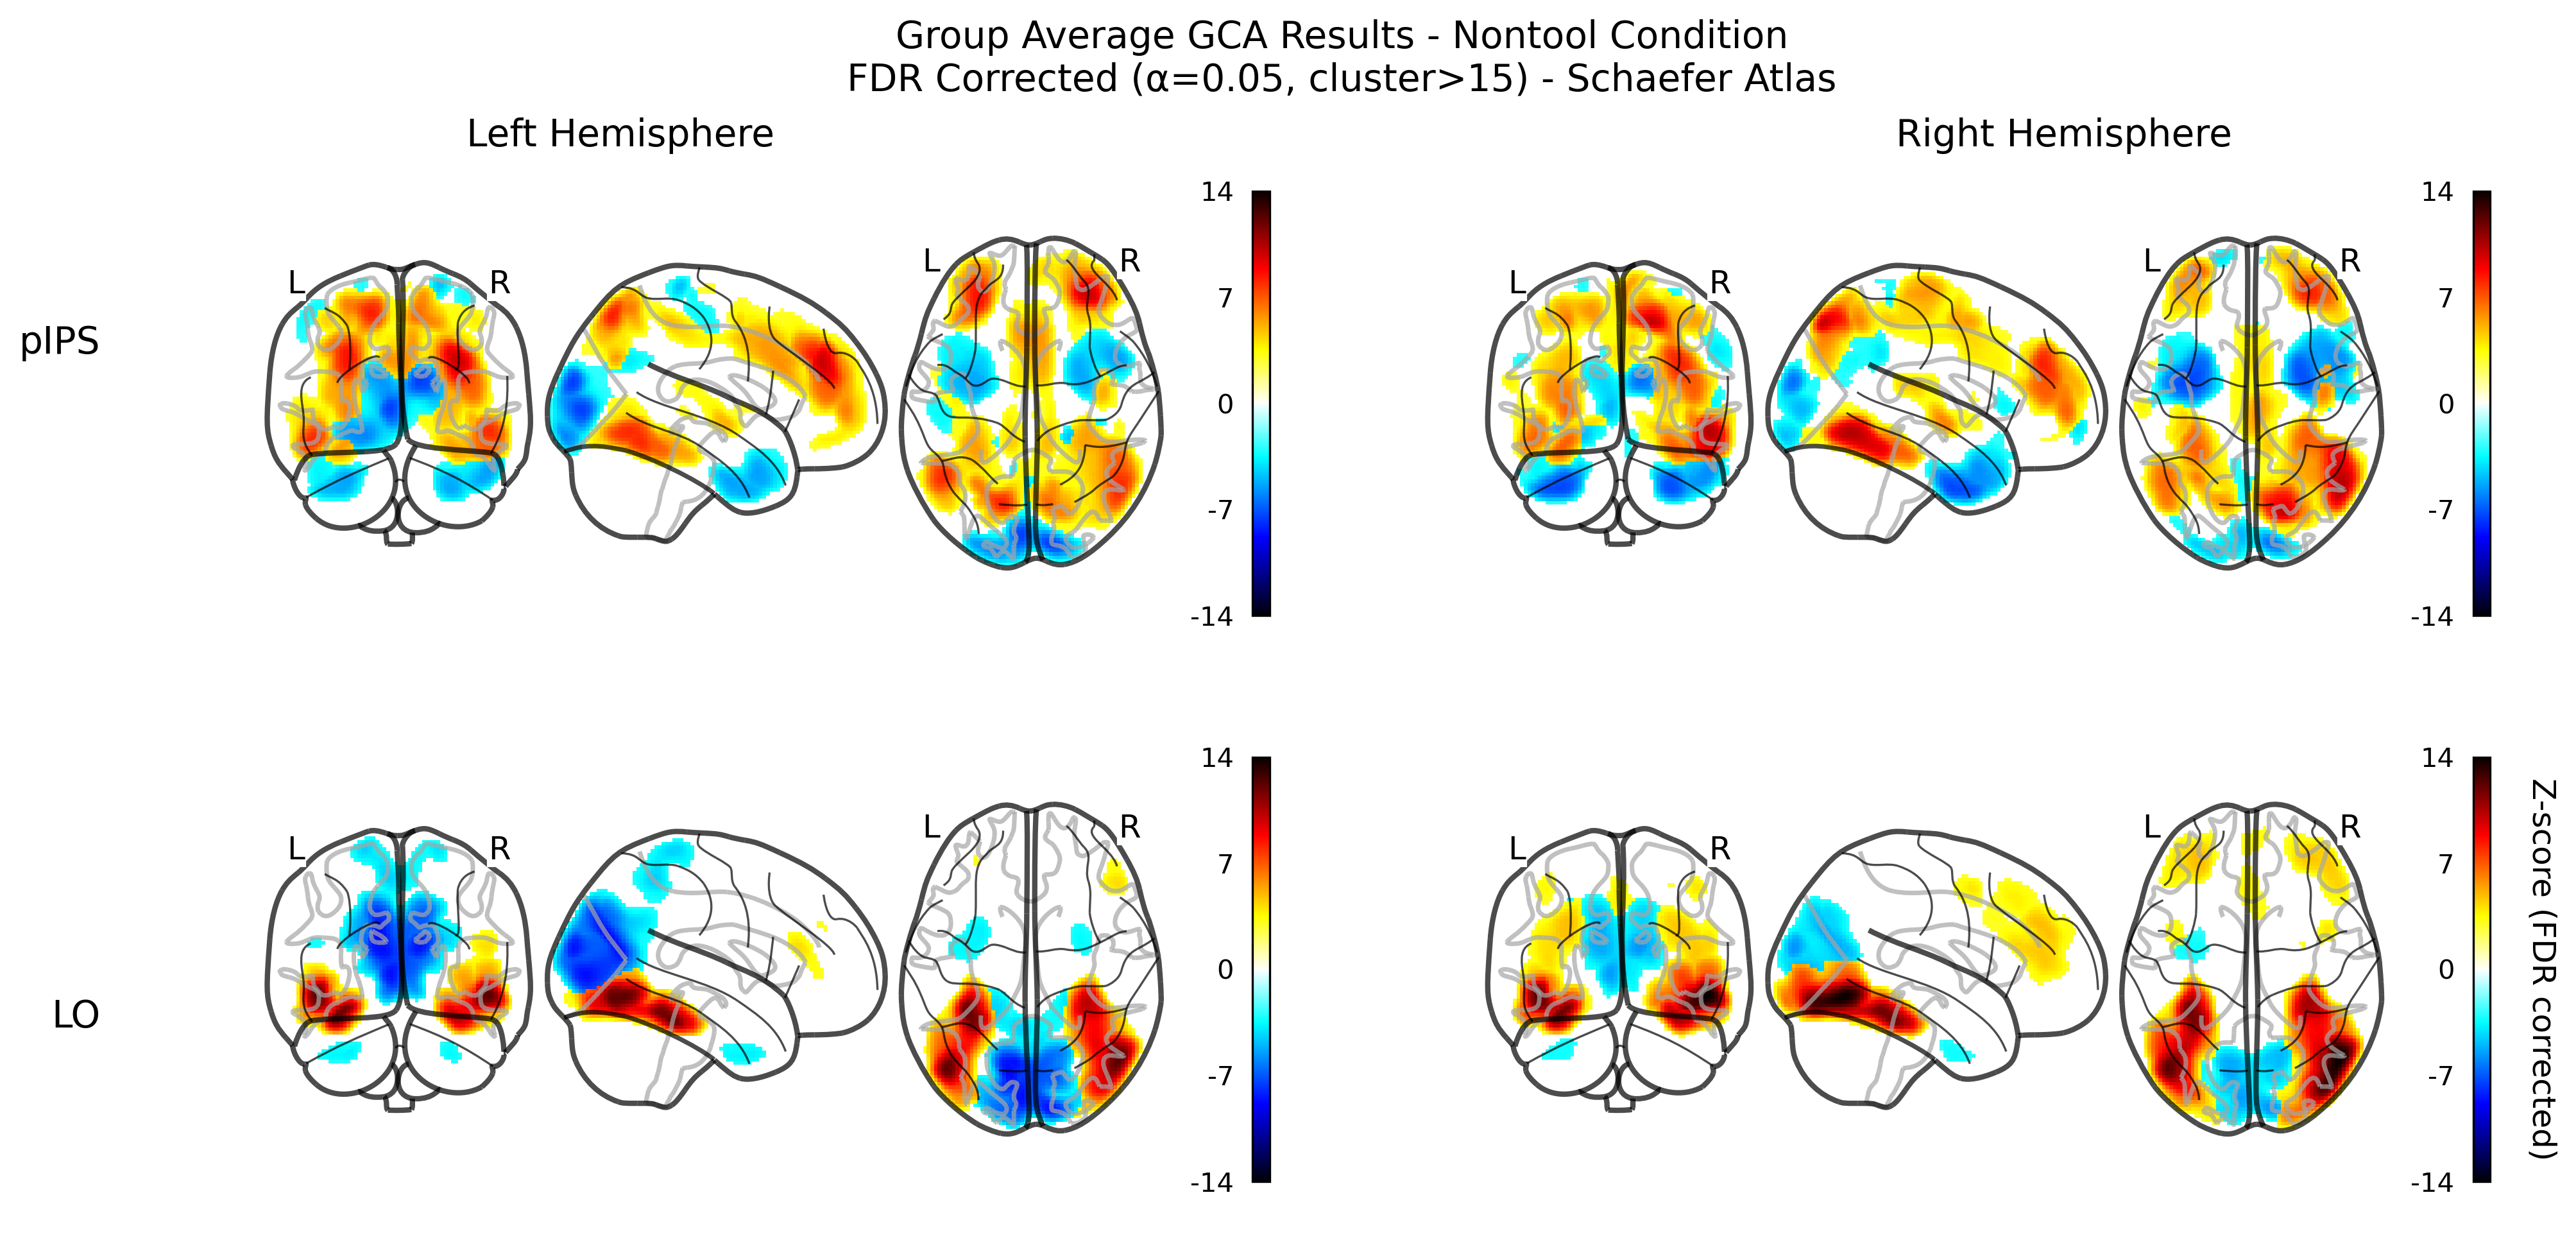 Group Average GCA Results - Nontool Condition
FDR Corrected (α=0.05, cluster>15) - Schaefer Atlas
Left Hemisphere
Right Hemisphere
pIPS
L
R
L
R
14
7
0
-7
-14
L
R
L
R
14
7
0
-7
-14
LO
L
R
L
R
14
7
0
-7
-14
L
R
L
R
14
7
0
-7
-14
Z-score (FDR corrected)